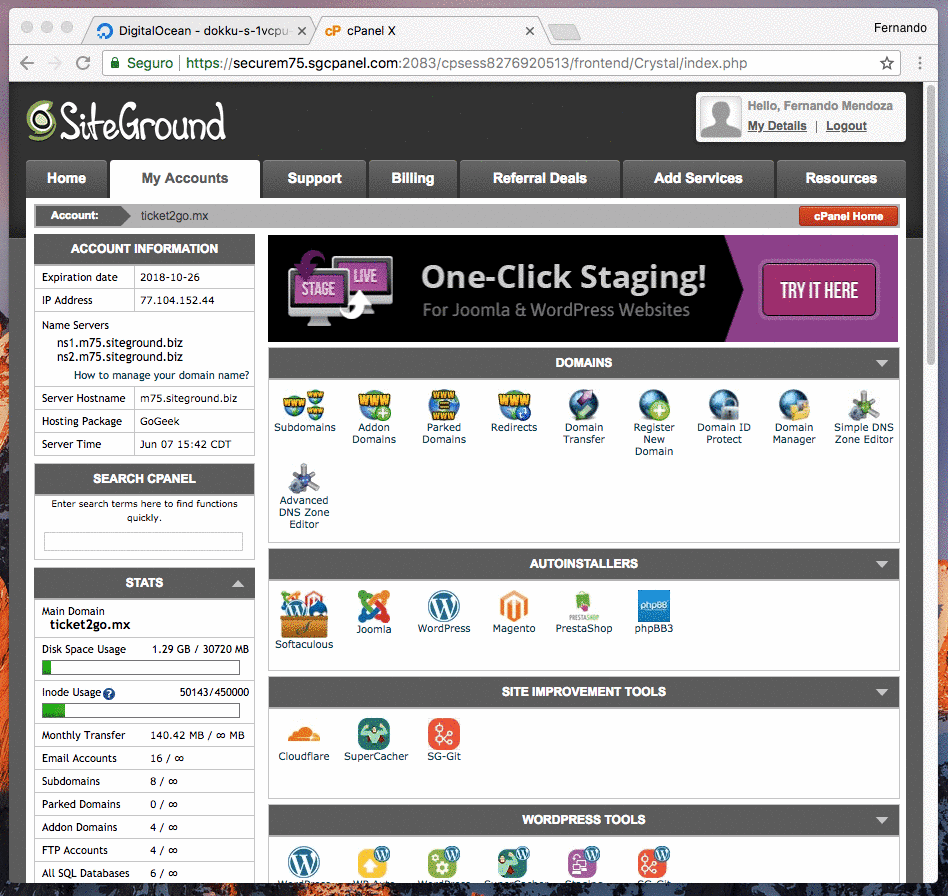 DigitalOcean - dokku-s-1vcpu-
cPanel X
Fernando
Seguro
https://securem75.sgcpanel.com:2083/cpsess8276920513/frontend/Crystal/index.php
SiteGround
Hello, Fernando Mendoza
My Details | Logout
Home
My Accounts
Support
Billing
Referral Deals
Add Services
Resources
Account: ticket2go.mx
cPanel Home
ACCOUNT INFORMATION
Expiration date 2018-10-26
IP Address 77.104.152.44
Name Servers
ns1.m75.siteground.biz
ns2.m75.siteground.biz
How to manage your domain name?
Server Hostname m75.siteground.biz
Hosting Package GoGeek
Server Time Jun 07 15:42 CDT
SEARCH CPANEL
Enter search terms here to find functions
quickly.
STATS
Main Domain
ticket2go.mx
Disk Space Usage 1.29 GB / 30720 MB
Inode Usage ? 50143/450000
Monthly Transfer 140.42 MB / ∞ MB
Email Accounts 16 / ∞
Subdomains 8 / ∞
Parked Domains 0 / ∞
Addon Domains 4 / ∞
FTP Accounts 4 / ∞
All SQL Databases 6 / ∞
STAGE
LIVE
One-Click Staging!
For Joomla & WordPress Websites
TRY IT HERE
DOMAINS
Subdomains
Addon
Domains
Parked
Domains
Redirects
Domain
Transfer
Register
New
Domain
Domain ID
Protect
Domain
Manager
Simple DNS
Zone Editor
Advanced
DNS Zone
Editor
AUTOINSTALLERS
Softaculous
Joomla
WordPress
Magento
PrestaShop
phpBB3
SITE IMPROVEMENT TOOLS
Cloudflare
SuperCacher
SG-Git
WORDPRESS TOOLS